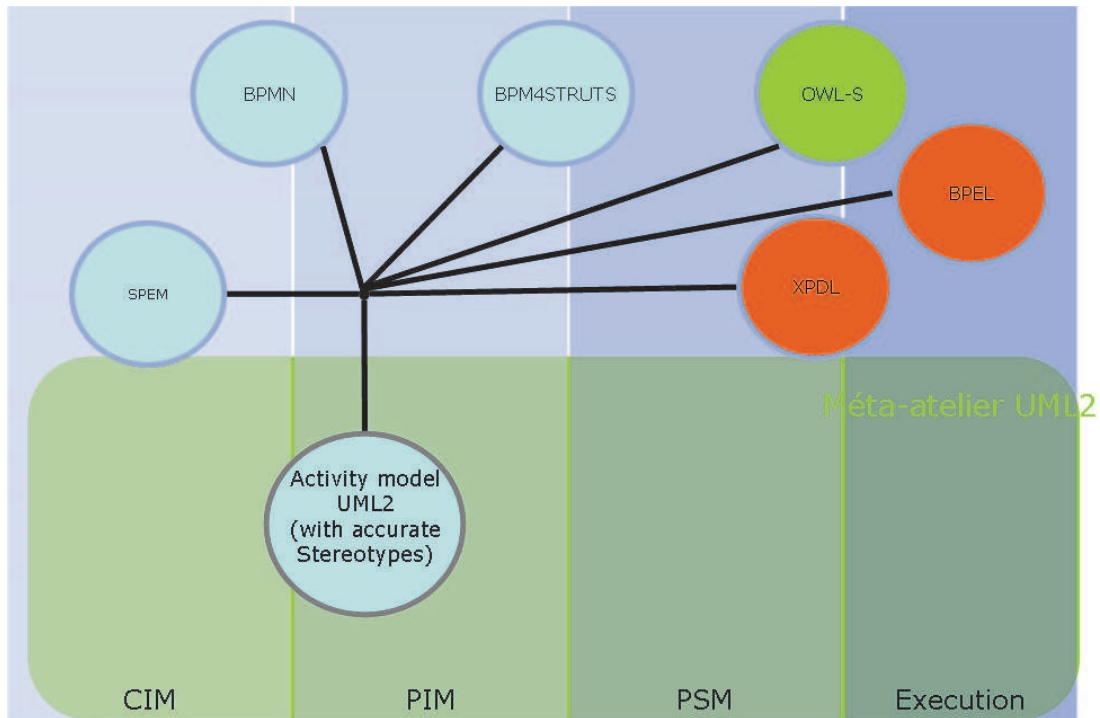 BPMN
BPM4STRUTS
OWL-S
BPEL
SPEM
XPDL
Méta-atelier UML2
Activity model
UML2
(with accurate
Stereotypes)
CIM
PIM
PSM
Execution